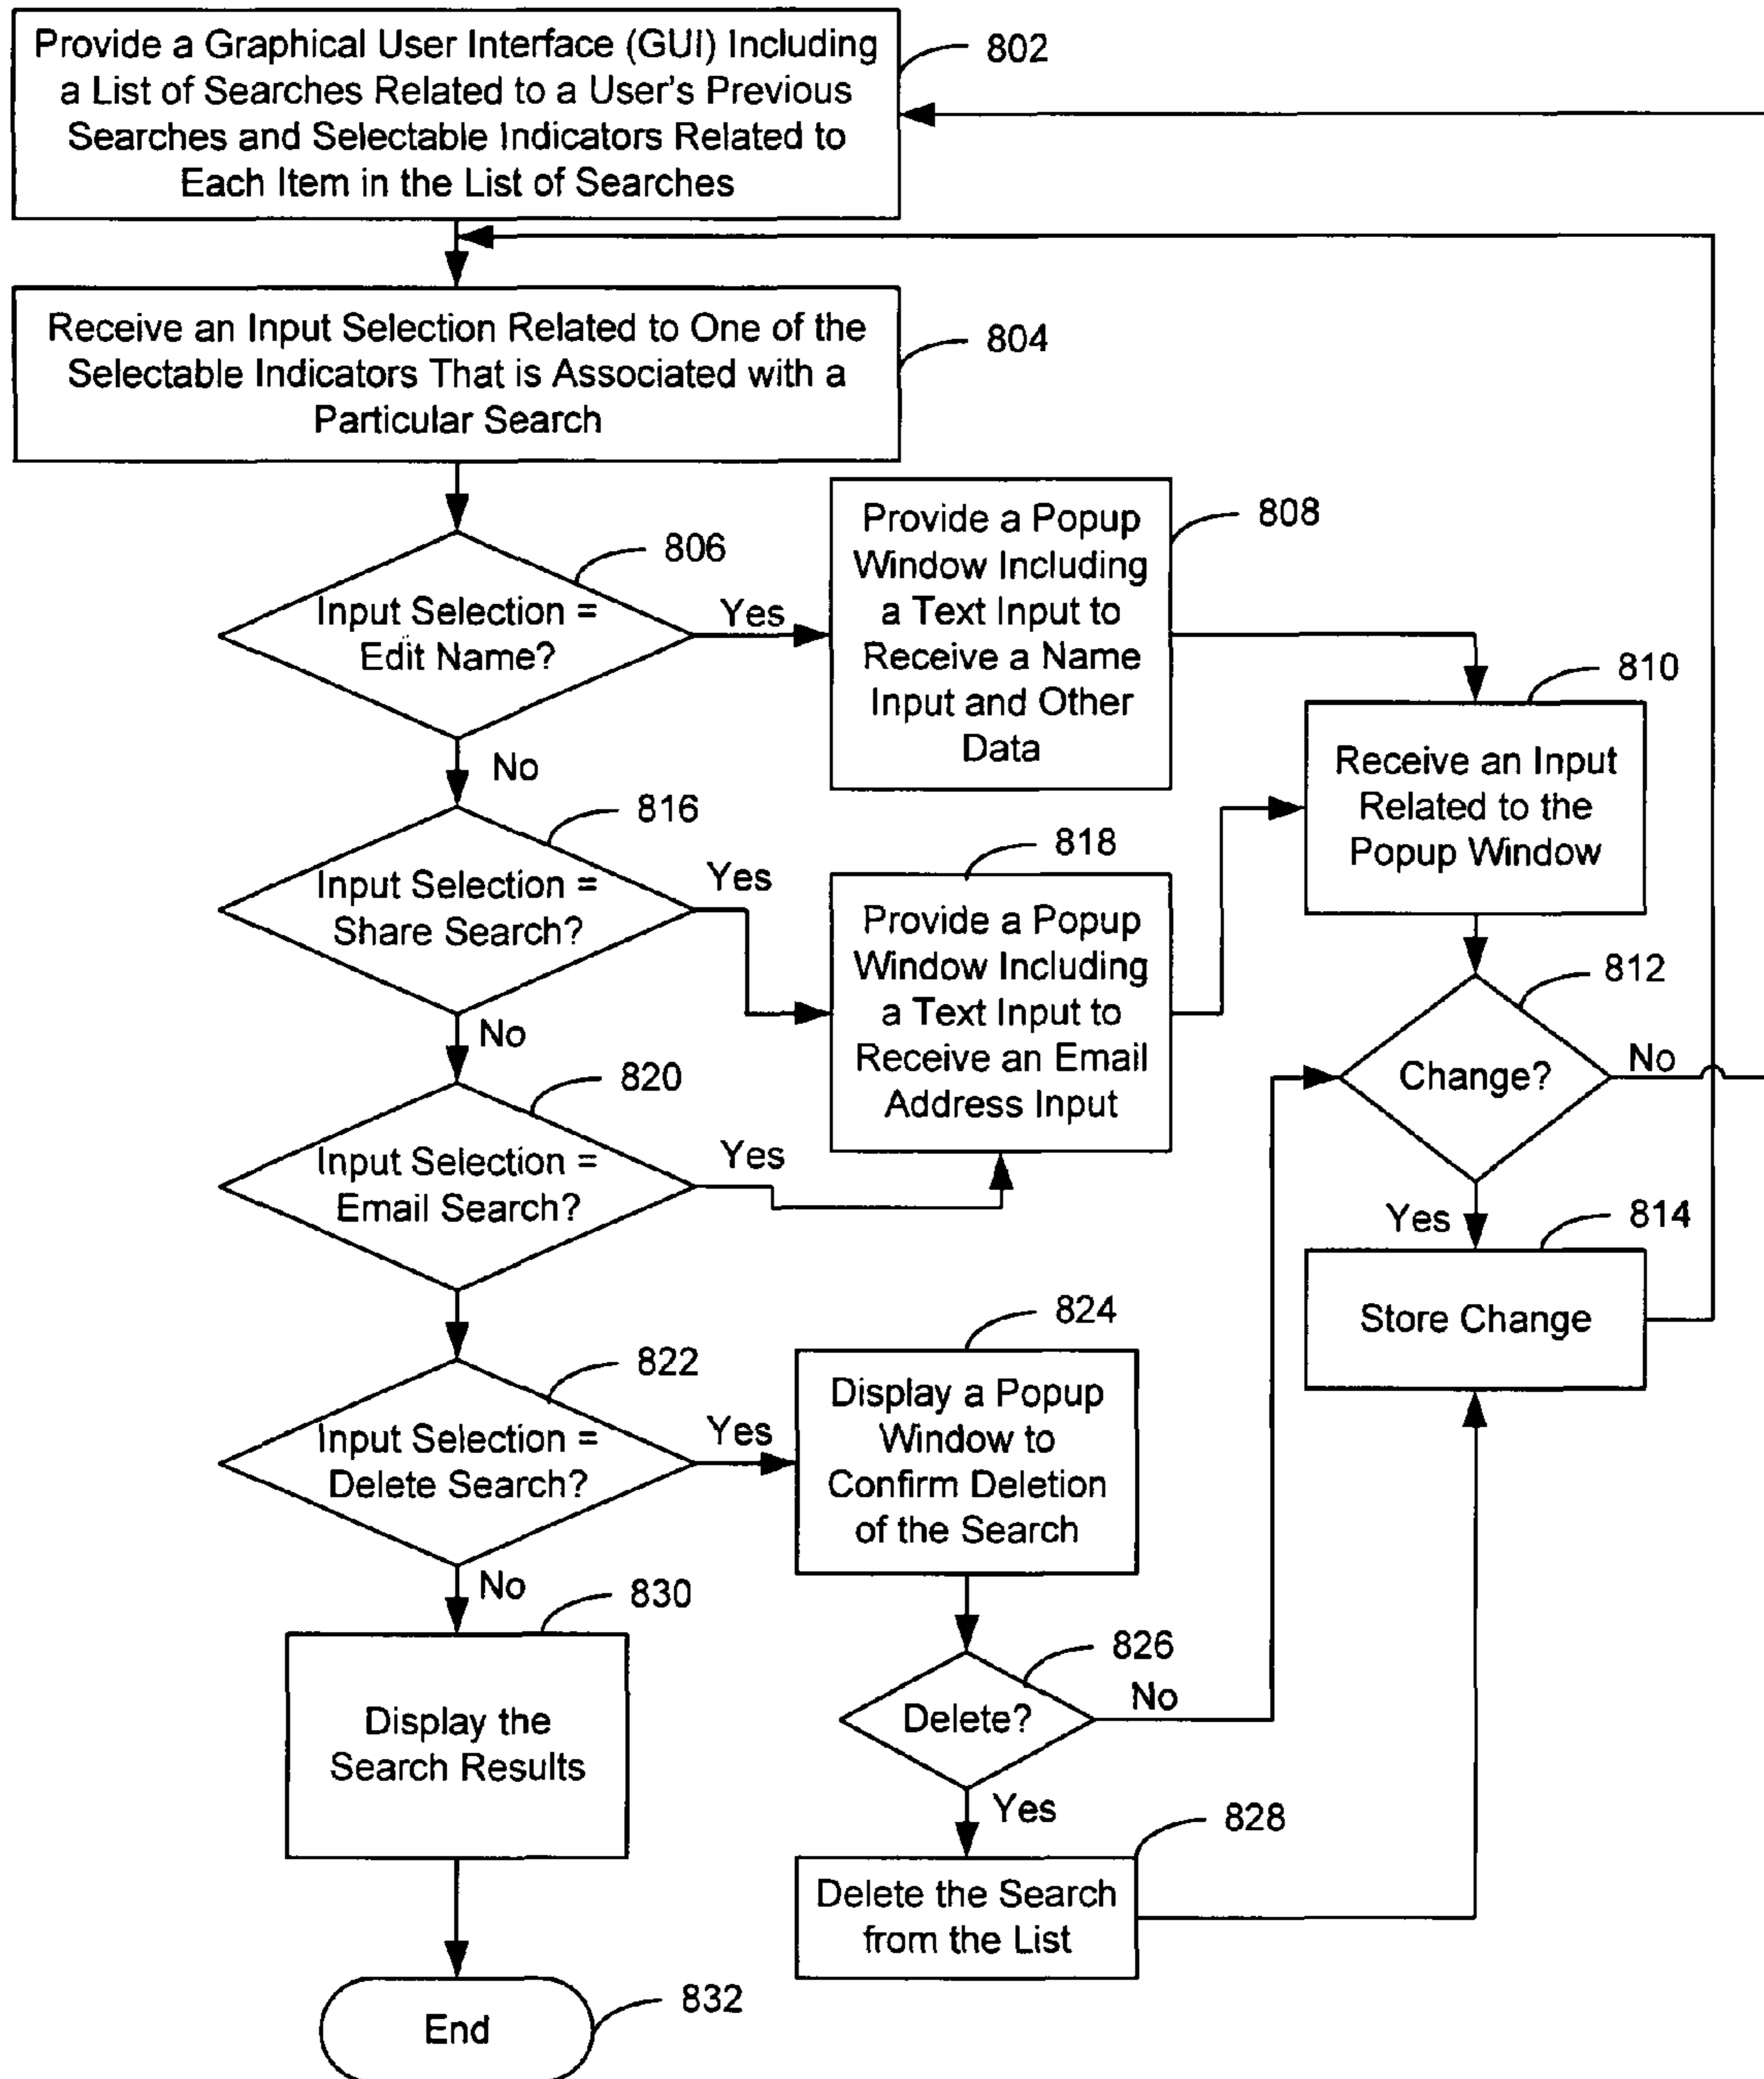 Provide a Graphical User Interface (GUI) Including
a List of Searches Related to a User's Previous
Searches and Selectable Indicators Related to
Each Item in the List of Searches
802
Receive an Input Selection Related to One of the
Selectable Indicators That is Associated with a
Particular Search
804
Input Selection =
Edit Name?
806
Yes
No
Provide a Popup
Window Including
a Text Input to
Receive a Name
Input and Other
Data
808
Receive an Input
Related to the
Popup Window
810
Input Selection =
Share Search?
816
Yes
No
Provide a Popup
Window Including
a Text Input to
Receive an Email
Address Input
818
Change?
812
No
Yes
Input Selection =
Email Search?
820
Yes
Store Change
814
Input Selection =
Delete Search?
822
Yes
No
Display a Popup
Window to
Confirm Deletion
of the Search
824
Delete?
826
No
Yes
Display the
Search Results
830
Delete the Search
from the List
828
End
832